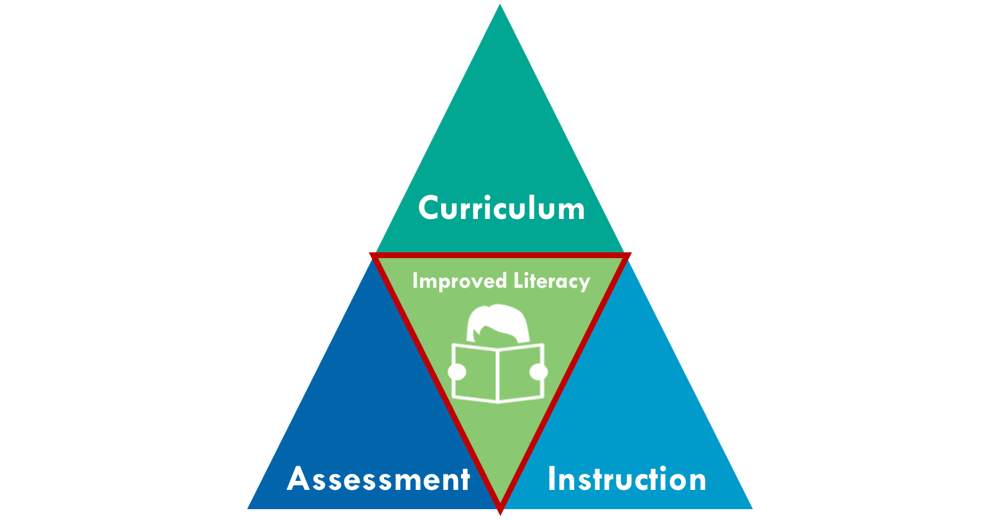 Curriculum
Improved Literacy
Assessment
Instruction